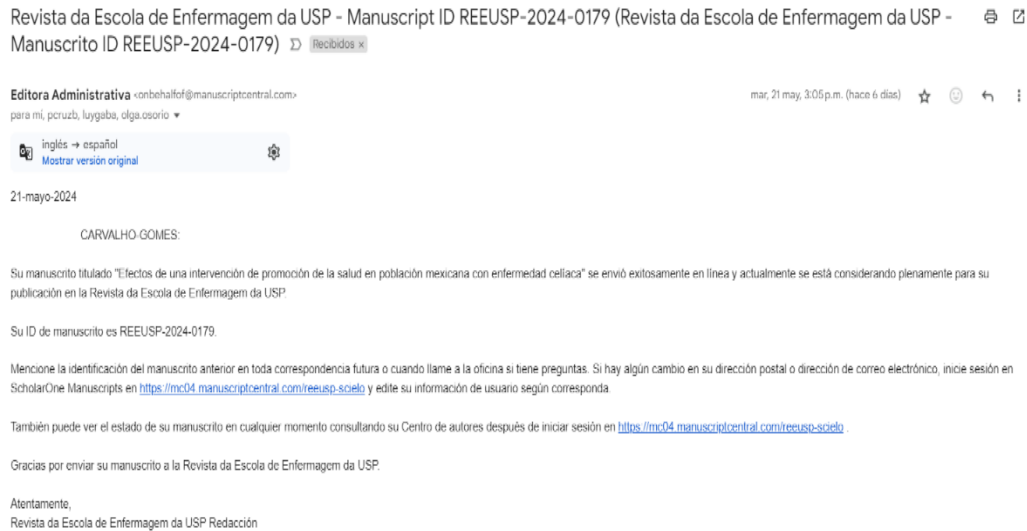 Revista da Escola de Enfermagem da USP - Manuscript ID REEUSP-2024-0179 (Revista da Escola de Enfermagem da USP -
Manuscrito ID REEUSP-2024-0179) Recibidos x
Editora Administrativa <onbehalfof@manuscriptcentral.com>
mar, 21 may, 3:05 p.m. (hace 6 días)
para mí, pcruzb, luygaba, olga.osorio
inglés → español
Mostrar versión original
21-mayo-2024
CARVALHO-GOMES:
Su manuscrito titulado "Efectos de una intervención de promoción de la salud en población mexicana con enfermedad celíaca" se envió exitosamente en línea y actualmente se está considerando plenamente para su
publicación en la Revista da Escola de Enfermagem da USP.
Su ID de manuscrito es REEUSP-2024-0179.
Mencione la identificación del manuscrito anterior en toda correspondencia futura o cuando llame a la oficina si tiene preguntas. Si hay algún cambio en su dirección postal o dirección de correo electrónico, inicie sesión en
ScholarOne Manuscripts en https://mc04.manuscriptcentral.com/reeusp-scielo y edite su información de usuario según corresponda.
También puede ver el estado de su manuscrito en cualquier momento consultando su Centro de autores después de iniciar sesión en https://mc04.manuscriptcentral.com/reeusp-scielo .
Gracias por enviar su manuscrito a la Revista da Escola de Enfermagem da USP.
Atentamente,
Revista da Escola de Enfermagem da USP Redacción